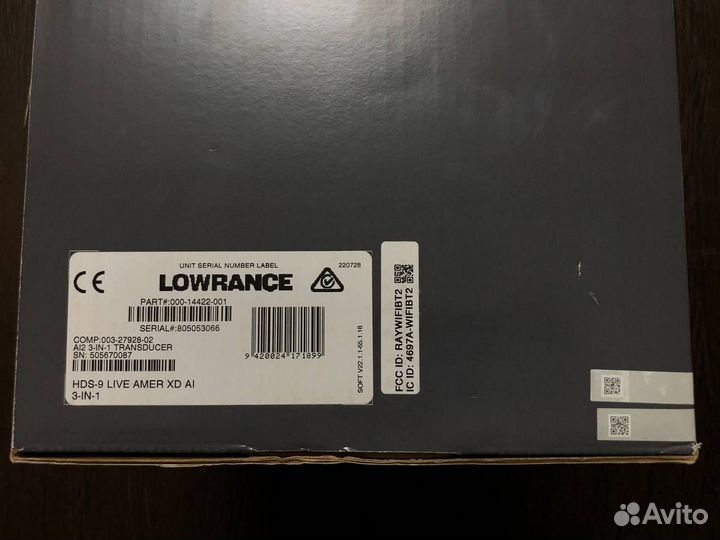 UNIT SERIAL NUMBER LABEL
220728
CE
LOWRANCE
PART#:000-14422-001
SERIAL#:805053066
COMP:003-27928-02
AI2 3-IN-1 TRANSDUCER
SN: 505670087
9 420024 171899
HDS-9 LIVE AMER XD AI
3-IN-1
SOFT V22.1.1-65.1.18
FCC ID: RAYWIFIBT2
IC ID: 4697A-WIFIBT2
Avito